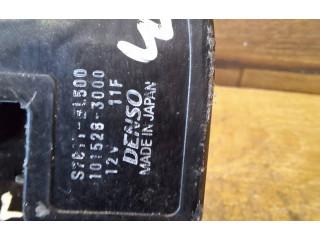 101528-3000
12V 11F
DENSO
MADE IN JAPAN